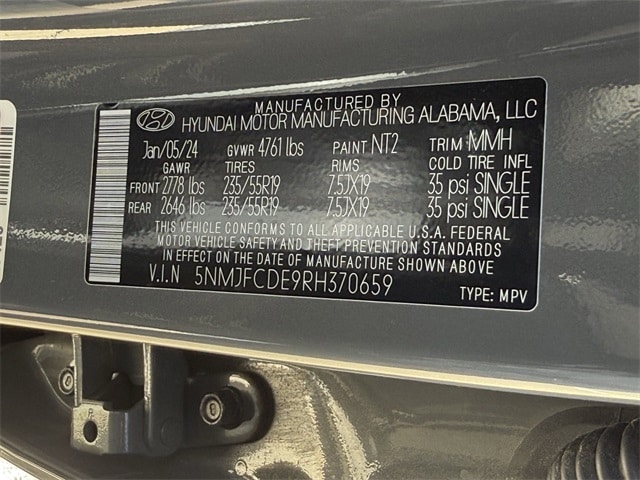 MANUFACTURED BY
HYUNDAI MOTOR MANUFACTURING ALABAMA, LLC
Jan/05/24 GVWR 4761 lbs PAINT NT2 TRIM MMH
GAWR TIRES RIMS COLD TIRE INFL
FRONT 2778 lbs 235/55R19 7.5JX19 35 psi SINGLE
REAR 2646 lbs 235/55R19 7.5JX19 35 psi SINGLE
THIS VEHICLE CONFORMS TO ALL APPLICABLE U.S.A. FEDERAL
MOTOR VEHICLE SAFETY AND THEFT PREVENTION STANDARDS
IN EFFECT ON THE DATE OF MANUFACTURE SHOWN ABOVE
V.I.N 5NMJFCDE9RH370659
TYPE: MPV